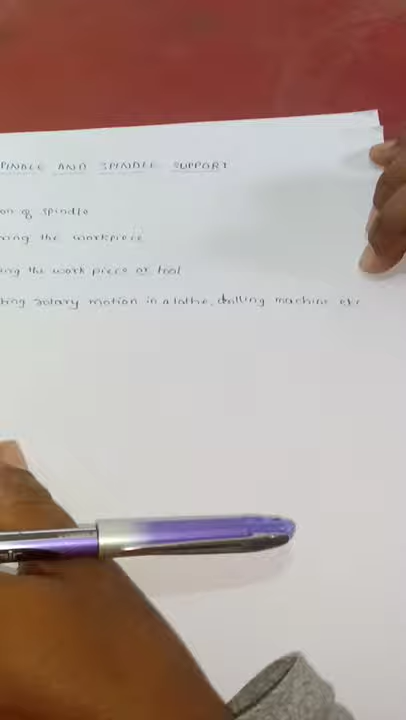 PINDLE AND SPINDLE SUPPORT
on of spindle
ring the workpiece
ing the work piece or tool
ting rotary motion in a lathe, drilling machine etc